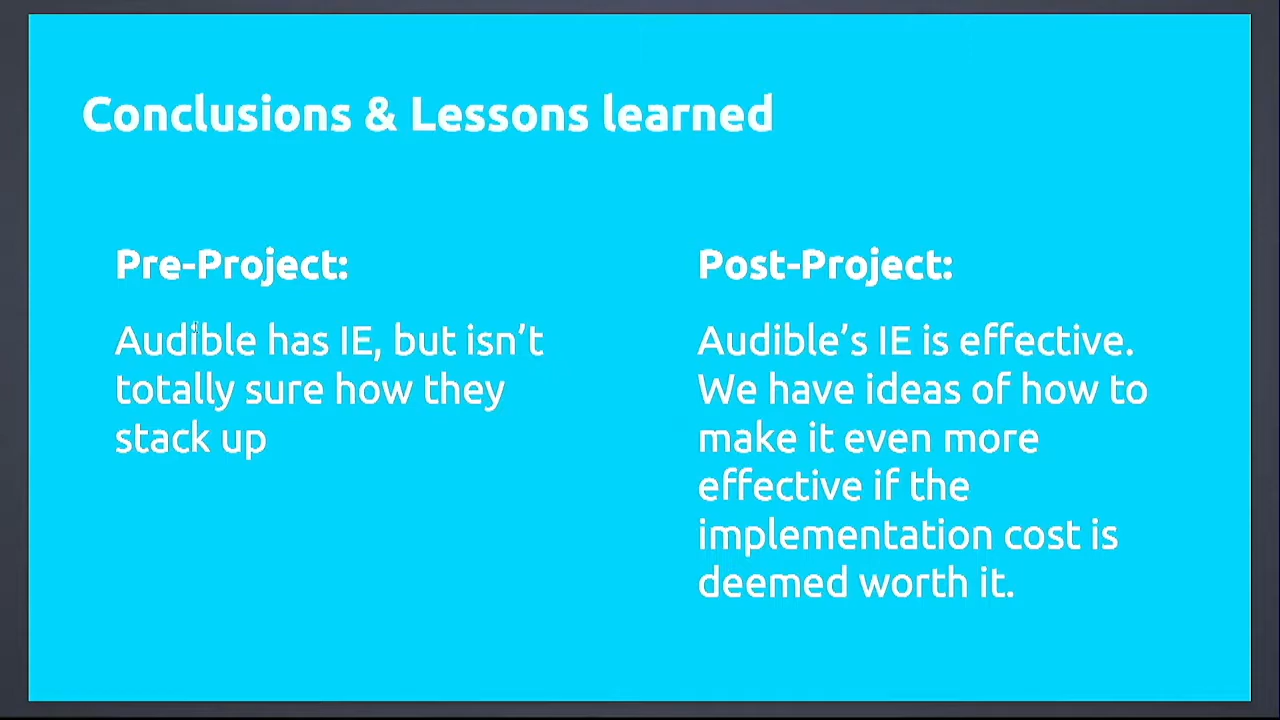 Conclusions & Lessons learned
Pre-Project:
Audible has IE, but isn’t
totally sure how they
stack up
Post-Project:
Audible’s IE is effective.
We have ideas of how to
make it even more
effective if the
implementation cost is
deemed worth it.